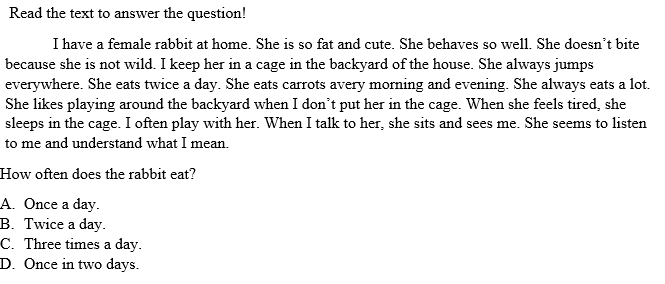 Read the text to answer the question!
I have a female rabbit at home. She is so fat and cute. She behaves so well. She doesn't bite
because she is not wild. I keep her in a cage in the backyard of the house. She always jumps
everywhere. She eats twice a day. She eats carrots avery morning and evening. She always eats a lot.
She likes playing around the backyard when I don't put her in the cage. When she feels tired, she
sleeps in the cage. I often play with her. When I talk to her, she sits and sees me. She seems to listen
to me and understand what I mean.
How often does the rabbit eat?
A. Once a day.
B. Twice a day.
C. Three times a day.
D. Once in two days.